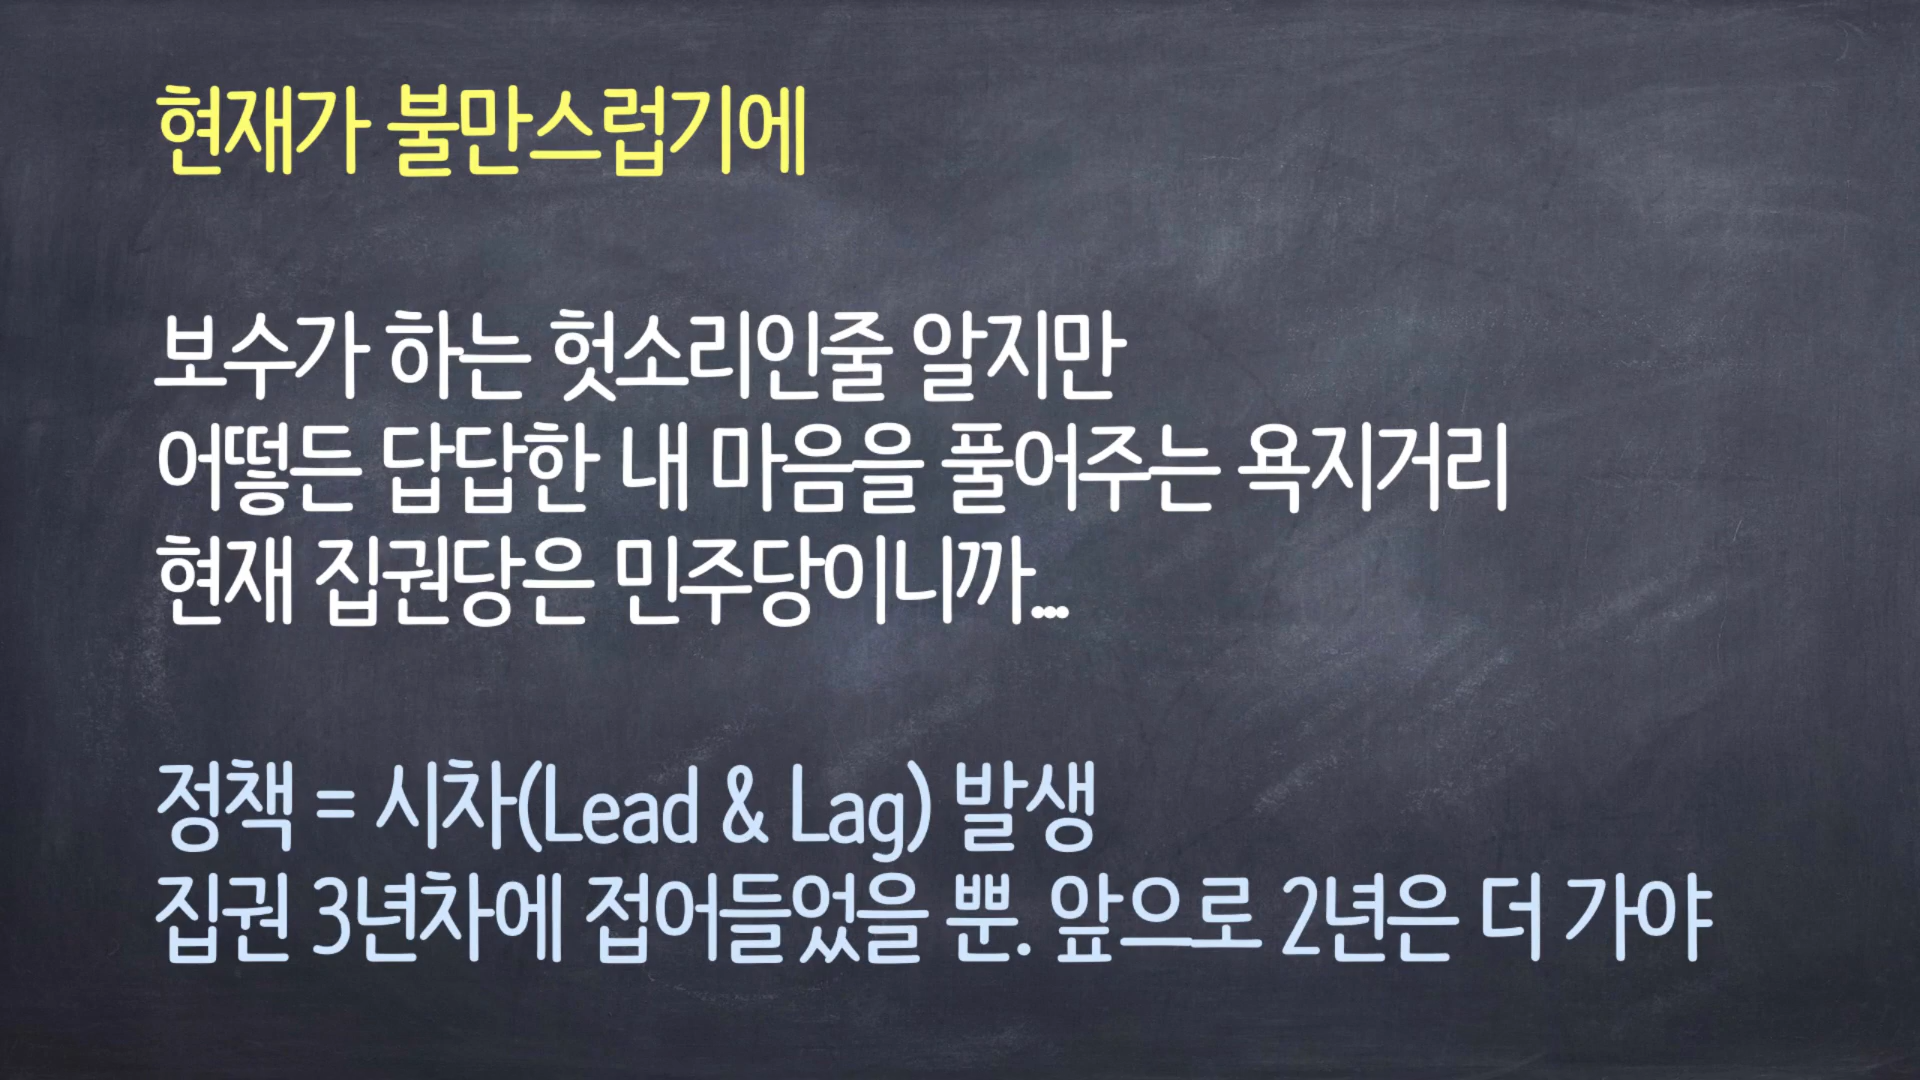 현재가 불만스럽기에
보수가 하는 헛소리인줄 알지만
어떻든 답답한 내 마음을 풀어주는 욕지거리
현재 집권당은 민주당이니까...
정책 = 시차(Lead & Lag) 발생
집권 3년차에 접어들었을 뿐. 앞으로 2년은 더 가야